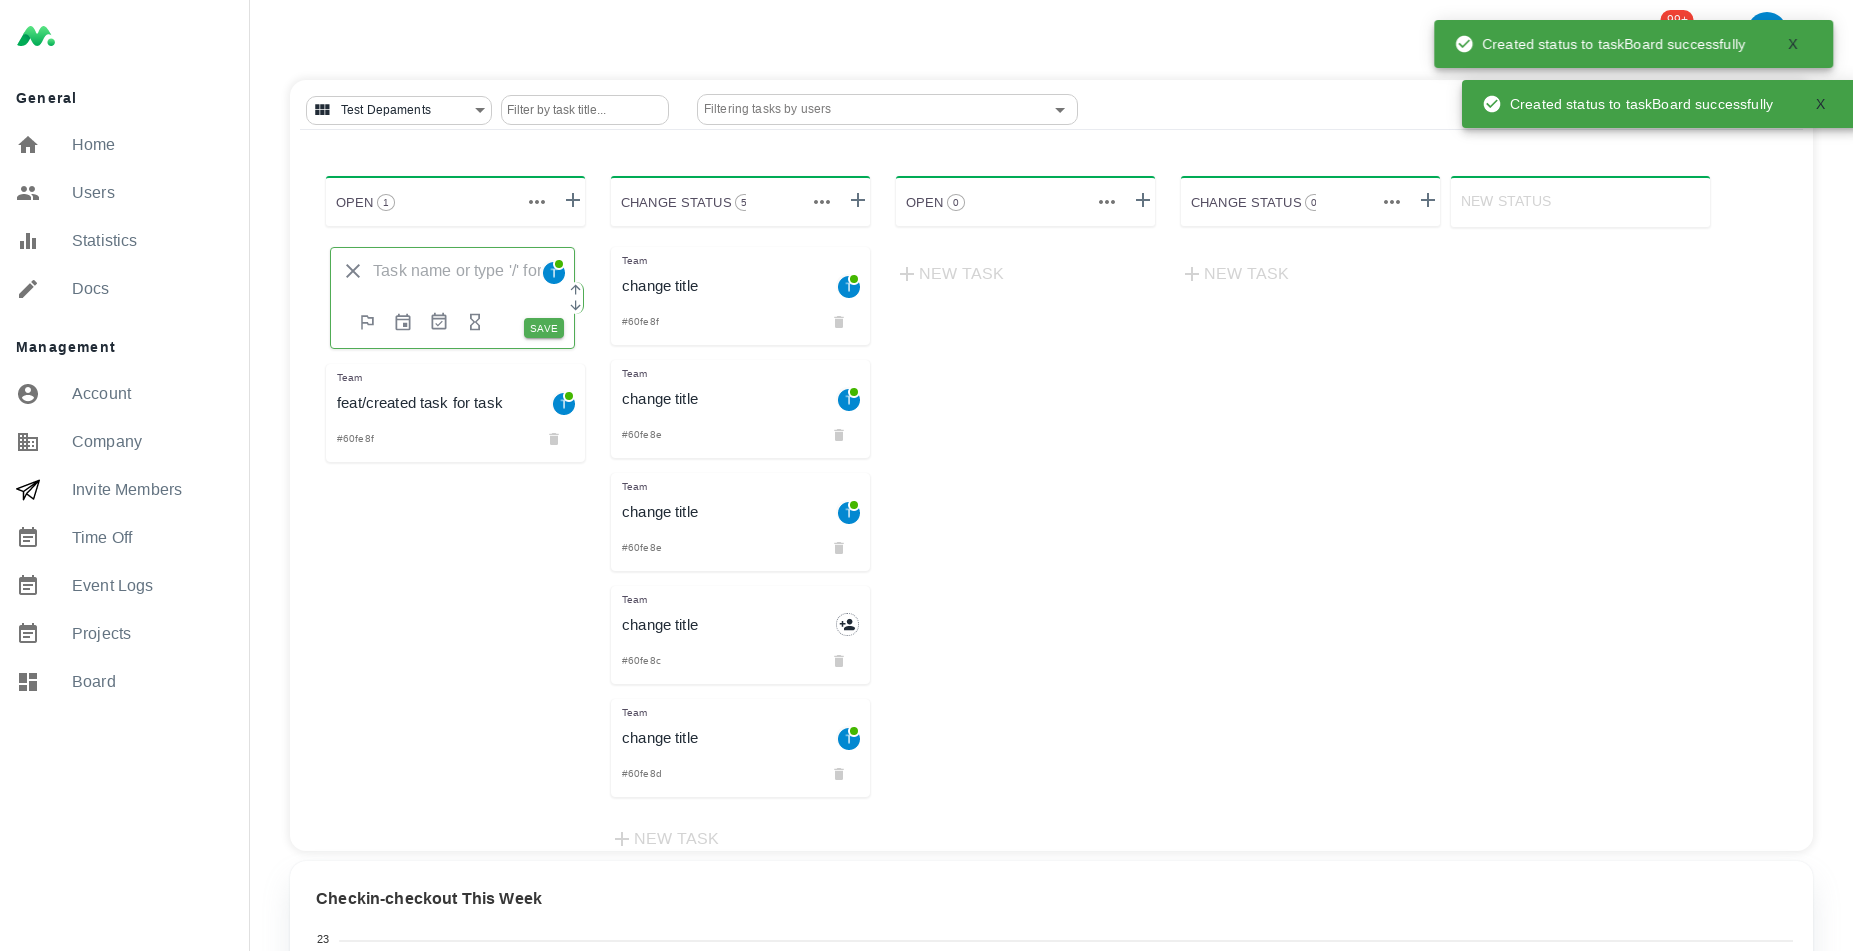 General
Home
Users
Statistics
Docs
Management
Account
Company
Invite Members
Time Off
Event Logs
Projects
Board
Created status to taskBoard successfully X
Created status to taskBoard successfully X
Test Depaments
Filter by task title...
Filtering tasks by users
OPEN 1
Task name or type '/' for
SAVE
Team
feat/created task for task
T
#60fe8f
CHANGE STATUS 5
Team
change title
T
#60fe8f
Team
change title
T
#60fe8e
Team
change title
T
#60fe8e
Team
change title
#60fe8c
Team
change title
T
#60fe8d
NEW TASK
OPEN 0
NEW TASK
CHANGE STATUS 0
NEW TASK
NEW STATUS
Checkin-checkout This Week
23